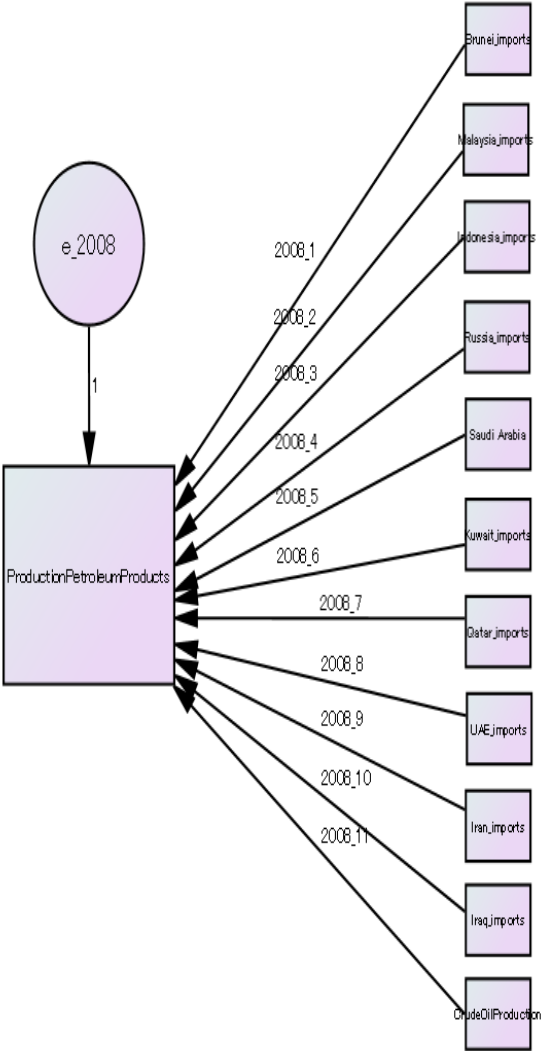 Brunei_imports
Malaysia_imports
e_2008
2008_1
Indonesia_imports
2008_2
Russia_imports
2008_3
1
2008_4
Saudi Arabia
2008_5
Kuwait_imports
2008_6
ProductionPetroleumProducts
2008_7
Qatar_imports
2008_8
2008_9
UAE_imports
2008_10
2008_11
Iran_imports
Iraq_imports
CrudeOilProduction